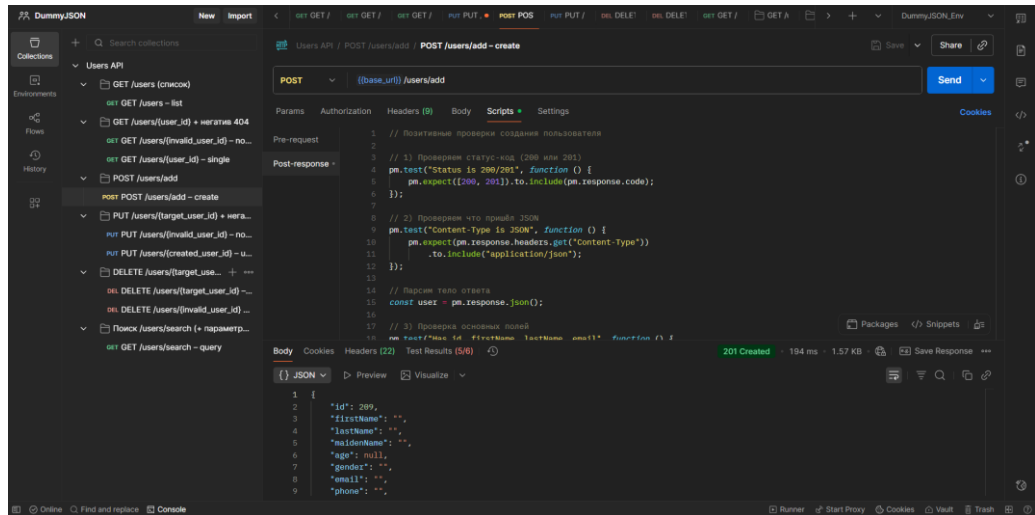 DummyJSON
New Import
GET GET / GET GET / GET GET / PUT PUT , POST POS PUT PUT / DEL DELE DEL DELE GET GET / GET /
DummyJSON_Env
Collections
Environments
Flows
History
Search collections
Users API
GET /users (список)
GET GET /users – list
GET /users/{user_id} + негатив 404
GET GET /users/{invalid_user_id} – no...
GET GET /users/{user_id} – single
POST /users/add
POST POST /users/add – create
PUT /users/{target_user_id} + нега...
PUT PUT /users/{invalid_user_id} – no...
PUT PUT /users/{created_user_id} – u...
DELETE /users/{target_use...
DEL DELETE /users/{target_user_id} –...
DEL DELETE /users/{invalid_user_id} ...
Поиск /users/search (+ параметр...
GET GET /users/search – query
Users API / POST /users/add / POST /users/add – create
Save Share
POST {{base_url}} /users/add
Send
Params Authorization Headers (9) Body Scripts Settings
Cookies
Pre-request
Post-response
1 // Позитивные проверки создания пользователя
2
3 // 1) Проверяем статус-код (200 или 201)
4 pm.test("Status is 200/201", function () {
5 pm.expect([200, 201]).to.include(pm.response.code);
6 });
7
8 // 2) Проверяем что пришёл JSON
9 pm.test("Content-Type is JSON", function () {
10 pm.expect(pm.response.headers.get("Content-Type"))
11 .to.include("application/json");
12 });
13
14 // Парсим тело ответа
15 const user = pm.response.json();
16
17 // 3) Проверка основных полей
18 pm.test("Has id, firstName, lastName, email", function () {
Packages Snippets
Body Cookies Headers (22) Test Results (5/6)
201 Created 194 ms 1.57 KB Save Response
{} JSON Preview Visualize
1 {
2 "id": 209,
3 "firstName": "",
4 "lastName": "",
5 "maidenName": "",
6 "age": null,
7 "gender": "",
8 "email": "",
9 "phone": "",
Online Find and replace Console
Runner Start Proxy Cookies Vault Trash